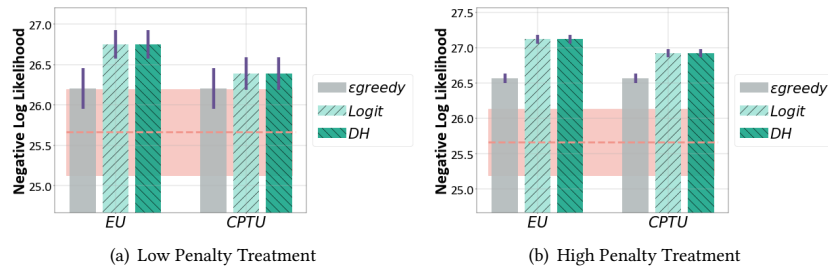 Negative Log Likelihood
27.0
26.5
26.0
25.5
25.0
EU
CPTU
εgreedy
Logit
DH
(a) Low Penalty Treatment
Negative Log Likelihood
27.5
27.0
26.5
26.0
25.5
25.0
EU
CPTU
εgreedy
Logit
DH
(b) High Penalty Treatment